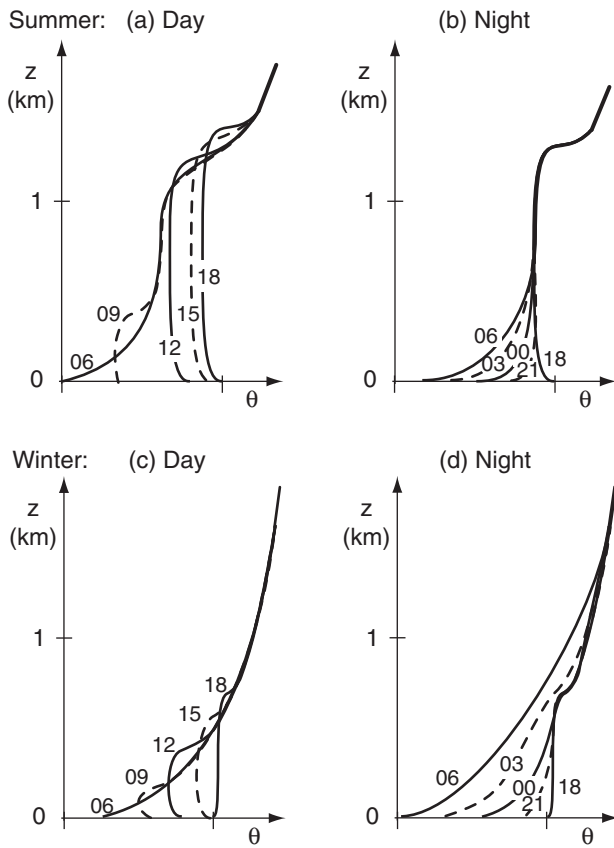 Summer: (a) Day
(b) Night
z
(km)
1
0
06
09
12
15
18
θ
z
(km)
1
0
06
03
00
21
18
θ
Winter: (c) Day
(d) Night
z
(km)
1
0
06
09
12
15
18
θ
z
(km)
1
0
06
03
00
21
18
θ